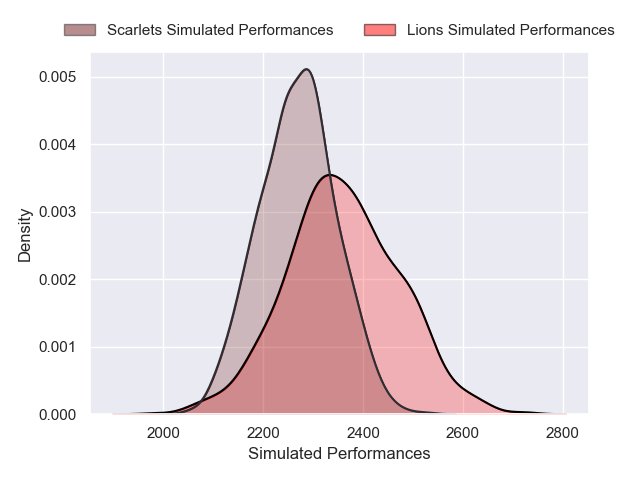 Scarlets Simulated Performances Lions Simulated Performances
0.005
0.004
0.003
0.002
0.001
0.000
Density
2000 2200 2400 2600 2800
Simulated Performances